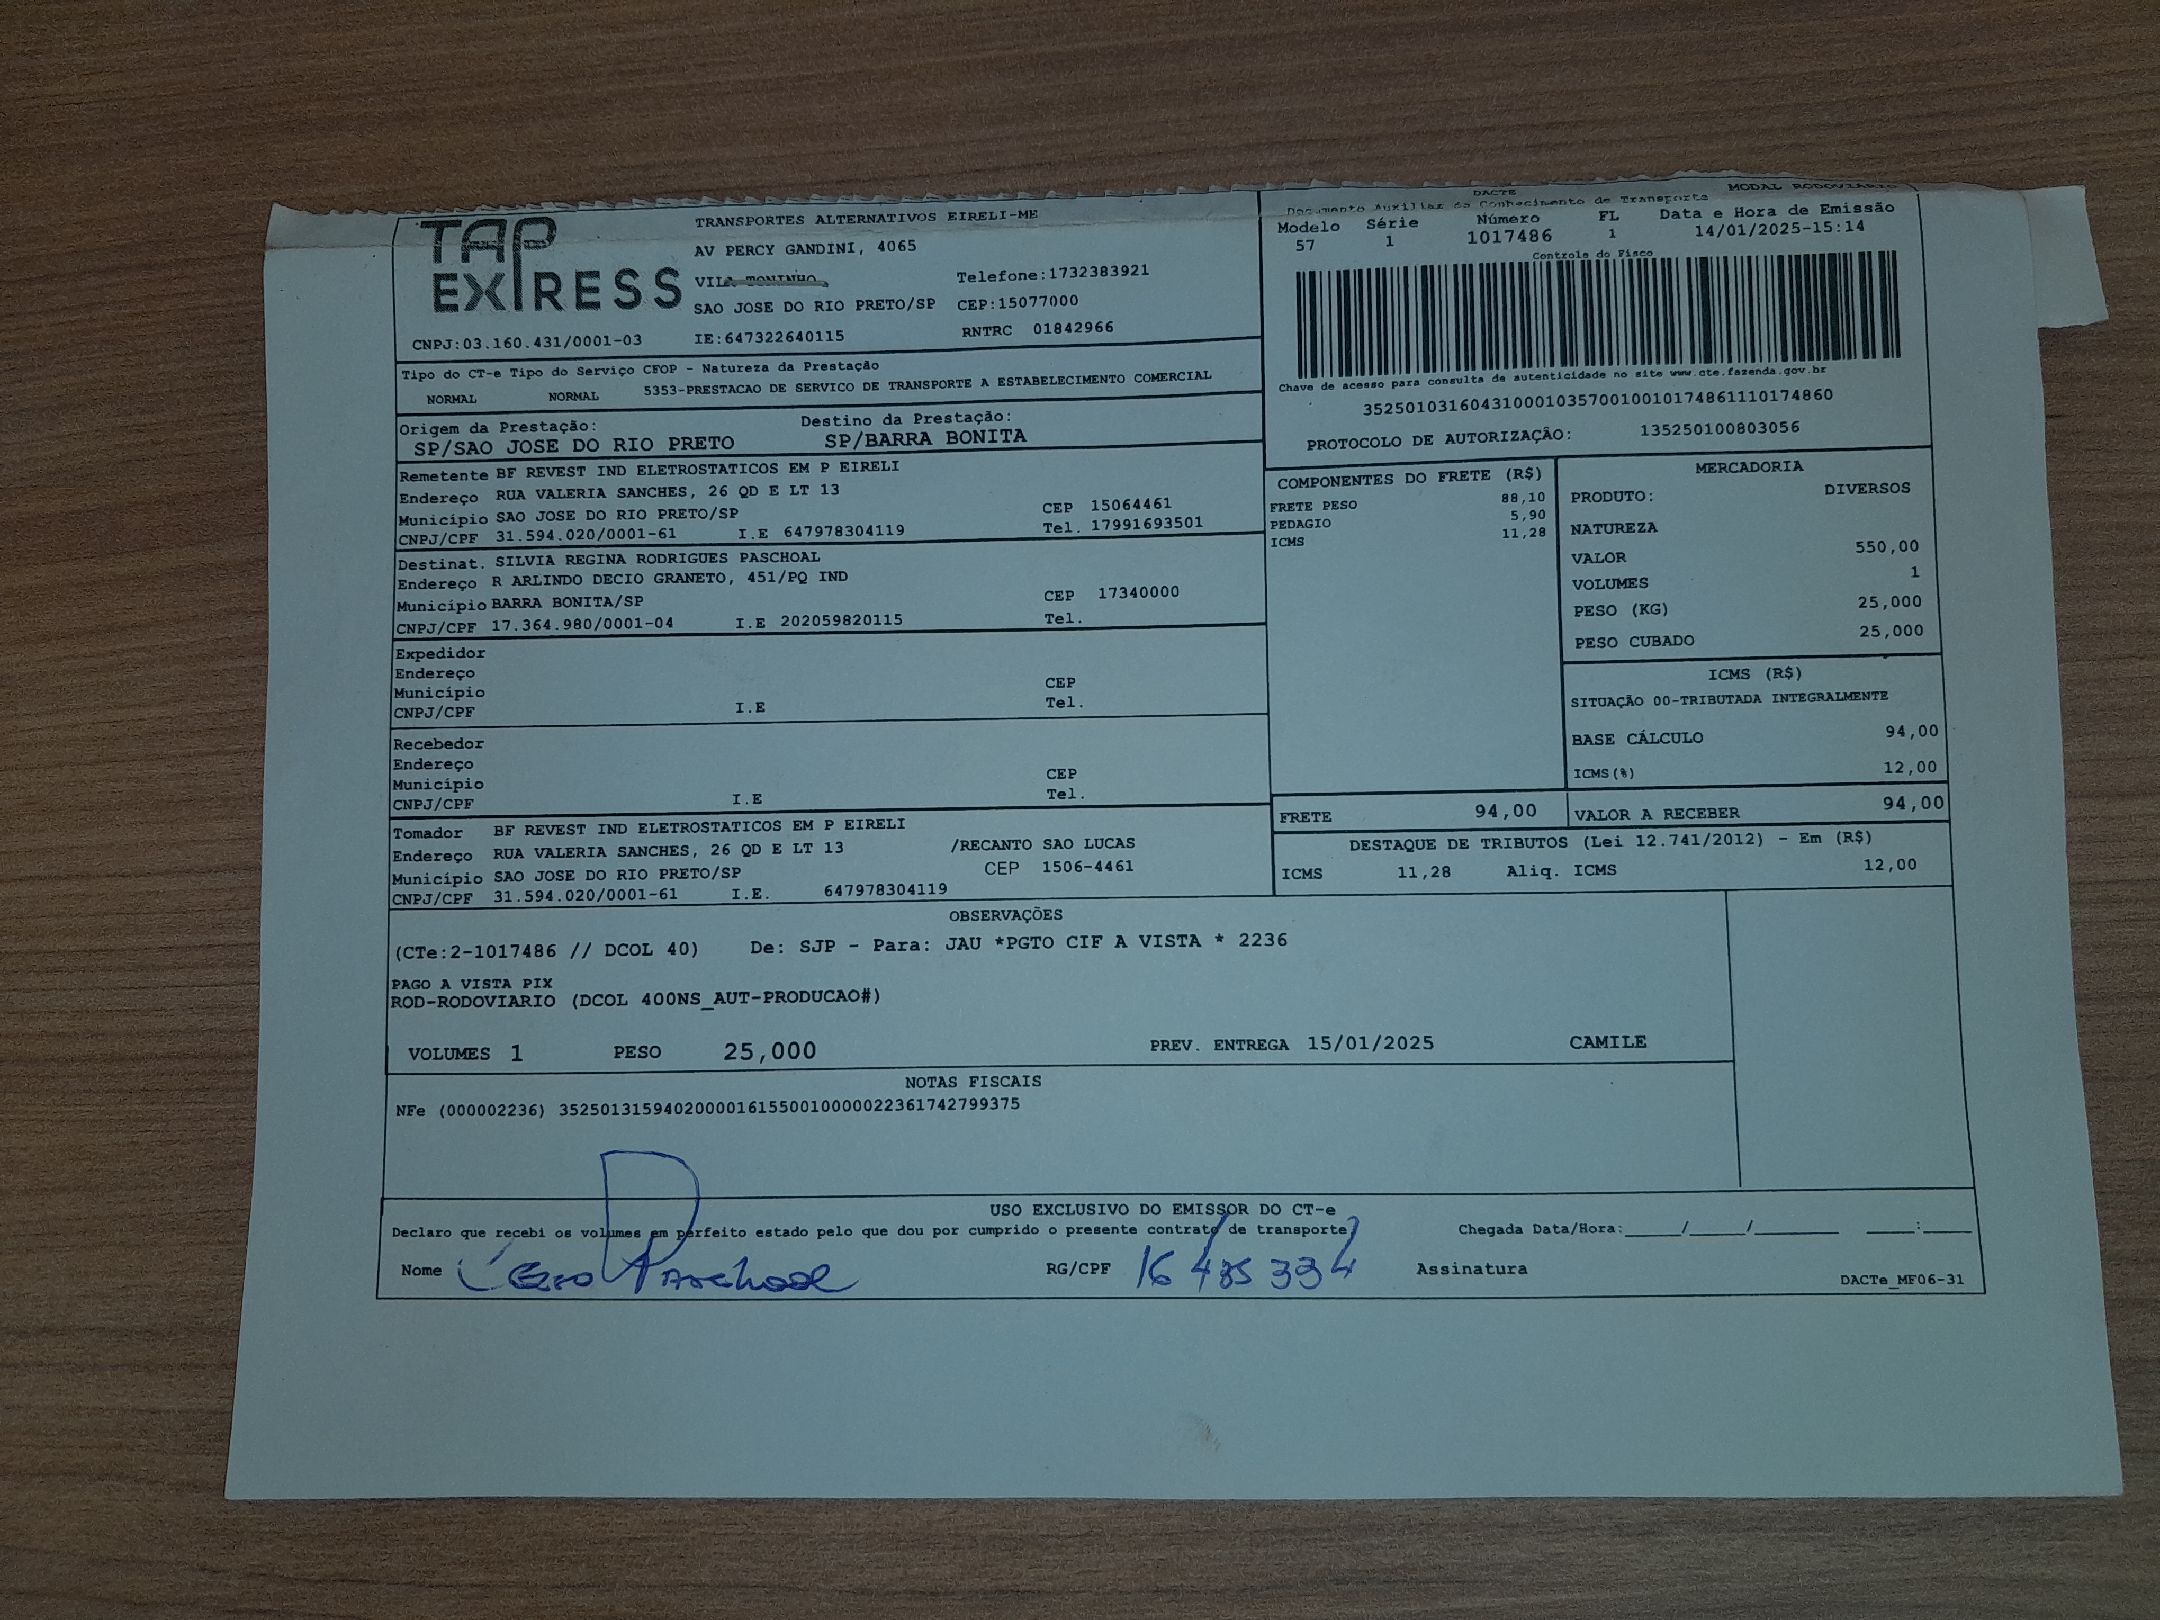 TAP
EXPRESS
TRANSPORTES ALTERNATIVOS EIRELI-ME
AV PERCY GANDINI, 4065
VILA TONINHO Telefone:1732383921
SAO JOSE DO RIO PRETO/SP CEP:15077000
CNPJ:03.160.431/0001-03 IE:647322640115 RNTRC 01842966
DACTE MODAL RODOVIARIO
Documento Auxiliar do Conhecimento de Transporte
Modelo Série Número FL Data e Hora de Emissão
57 1 1017486 1 14/01/2025-15:14
Controle do Fisco
Chave de acesso para consulta de autenticidade no site www.cte.fazenda.gov.br
35250103160431000103570010010174861110174860
PROTOCOLO DE AUTORIZAÇÃO: 135250100803056
Tipo do CT-e Tipo do Serviço CFOP - Natureza da Prestação
NORMAL NORMAL 5353-PRESTACAO DE SERVICO DE TRANSPORTE A ESTABELECIMENTO COMERCIAL
Origem da Prestação: Destino da Prestação:
SP/SAO JOSE DO RIO PRETO SP/BARRA BONITA
Remetente BF REVEST IND ELETROSTATICOS EM P EIRELI
Endereço RUA VALERIA SANCHES, 26 QD E LT 13
Município SAO JOSE DO RIO PRETO/SP CEP 15064461
CNPJ/CPF 31.594.020/0001-61 I.E 647978304119 Tel. 17991693501
Destinat. SILVIA REGINA RODRIGUES PASCHOAL
Endereço R ARLINDO DECIO GRANETO, 451/PQ IND
Município BARRA BONITA/SP CEP 17340000
CNPJ/CPF 17.364.980/0001-04 I.E 202059820115 Tel.
Expedidor
Endereço
Município CEP
CNPJ/CPF I.E Tel.
Recebedor
Endereço
Município CEP
CNPJ/CPF I.E Tel.
Tomador BF REVEST IND ELETROSTATICOS EM P EIRELI
Endereço RUA VALERIA SANCHES, 26 QD E LT 13 /RECANTO SAO LUCAS
Município SAO JOSE DO RIO PRETO/SP CEP 1506-4461
CNPJ/CPF 31.594.020/0001-61 I.E. 647978304119
COMPONENTES DO FRETE (R$)
FRETE PESO 88,10
PEDAGIO 5,90
ICMS 11,28
MERCADORIA
PRODUTO: DIVERSOS
NATUREZA
VALOR 550,00
VOLUMES 1
PESO (KG) 25,000
PESO CUBADO 25,000
ICMS (R$)
SITUAÇÃO 00-TRIBUTADA INTEGRALMENTE
BASE CÁLCULO 94,00
ICMS(%) 12,00
FRETE 94,00 VALOR A RECEBER 94,00
DESTAQUE DE TRIBUTOS (Lei 12.741/2012) - Em (R$)
ICMS 11,28 Aliq. ICMS 12,00
OBSERVAÇÕES
(CTe:2-1017486 // DCOL 40) De: SJP - Para: JAU *PGTO CIF A VISTA * 2236
PAGO A VISTA PIX
ROD-RODOVIARIO (DCOL 400NS_AUT-PRODUCAO#)
VOLUMES 1 PESO 25,000 PREV. ENTREGA 15/01/2025 CAMILE
NOTAS FISCAIS
NFe (000002236) 35250131594020000161550010000022361742799375
USO EXCLUSIVO DO EMISSOR DO CT-e
Declaro que recebi os volumes em perfeito estado pelo que dou por cumprido o presente contrato de transporte Chegada Data/Hora:_____/_____/_______ ____:____
Nome Paschoal RG/CPF 16 334 Assinatura
DACTe_MF06-31